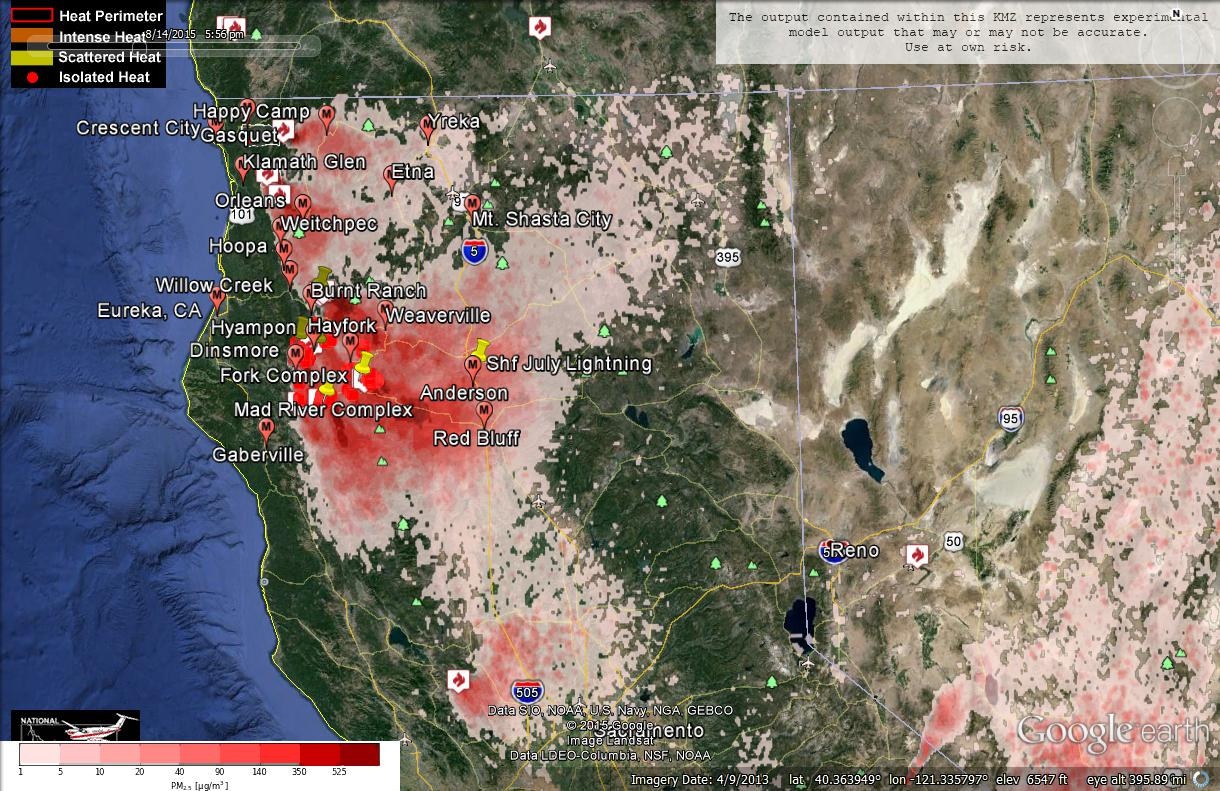 Heat Perimeter
Intense Heat
Scattered Heat
Isolated Heat
8/14/2015 5:56 pm
The output contained within this KMZ represents experimental
model output that may or may not be accurate.
Use at own risk.
N
Happy Camp
Crescent City
Gasquet
Yreka
Klamath Glen
Etna
Orleans
101
Mt. Shasta City
Weitchpec
Hoopa
5
395
Willow Creek
Burnt Ranch
Eureka, CA
Weaverville
Hyampon
Hayfork
Dinsmore
Shf July Lightning
Fork Complex
Anderson
Mad River Complex
95
Red Bluff
Gaberville
50
Reno
505
Sacramento
NATIONAL
Data SIO, NOAA, U.S. Navy, NGA, GEBCO
© 2015 Google
Image Landsat
Data LDEO-Columbia, NSF, NOAA
Google earth
1 5 10 20 40 90 140 350 525
PM2.5 [µg/m³]
Imagery Date: 4/9/2013 lat 40.363949° lon -121.335797° elev 6547 ft eye alt 395.89 mi